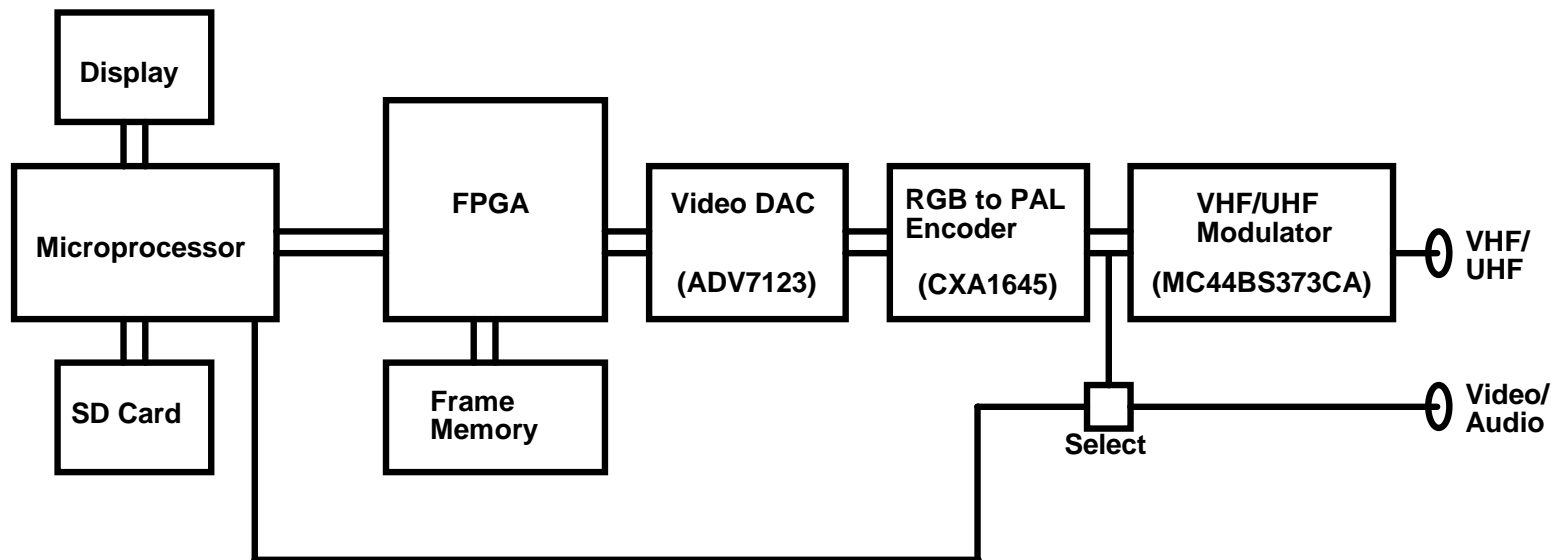 Display
Microprocessor
SD Card
FPGA
Frame
Memory
Video DAC
(ADV7123)
RGB to PAL
Encoder
(CXA1645)
VHF/UHF
Modulator
(MC44BS373CA)
VHF/
UHF
Select
Video/
Audio